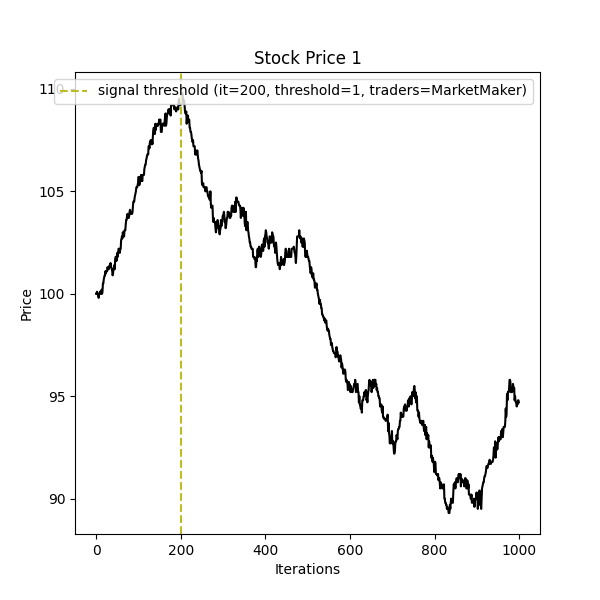 Stock Price 1
signal threshold (it=200, threshold=1, traders=MarketMaker)
110
105
100
95
90
Price
0 200 400 600 800 1000
Iterations